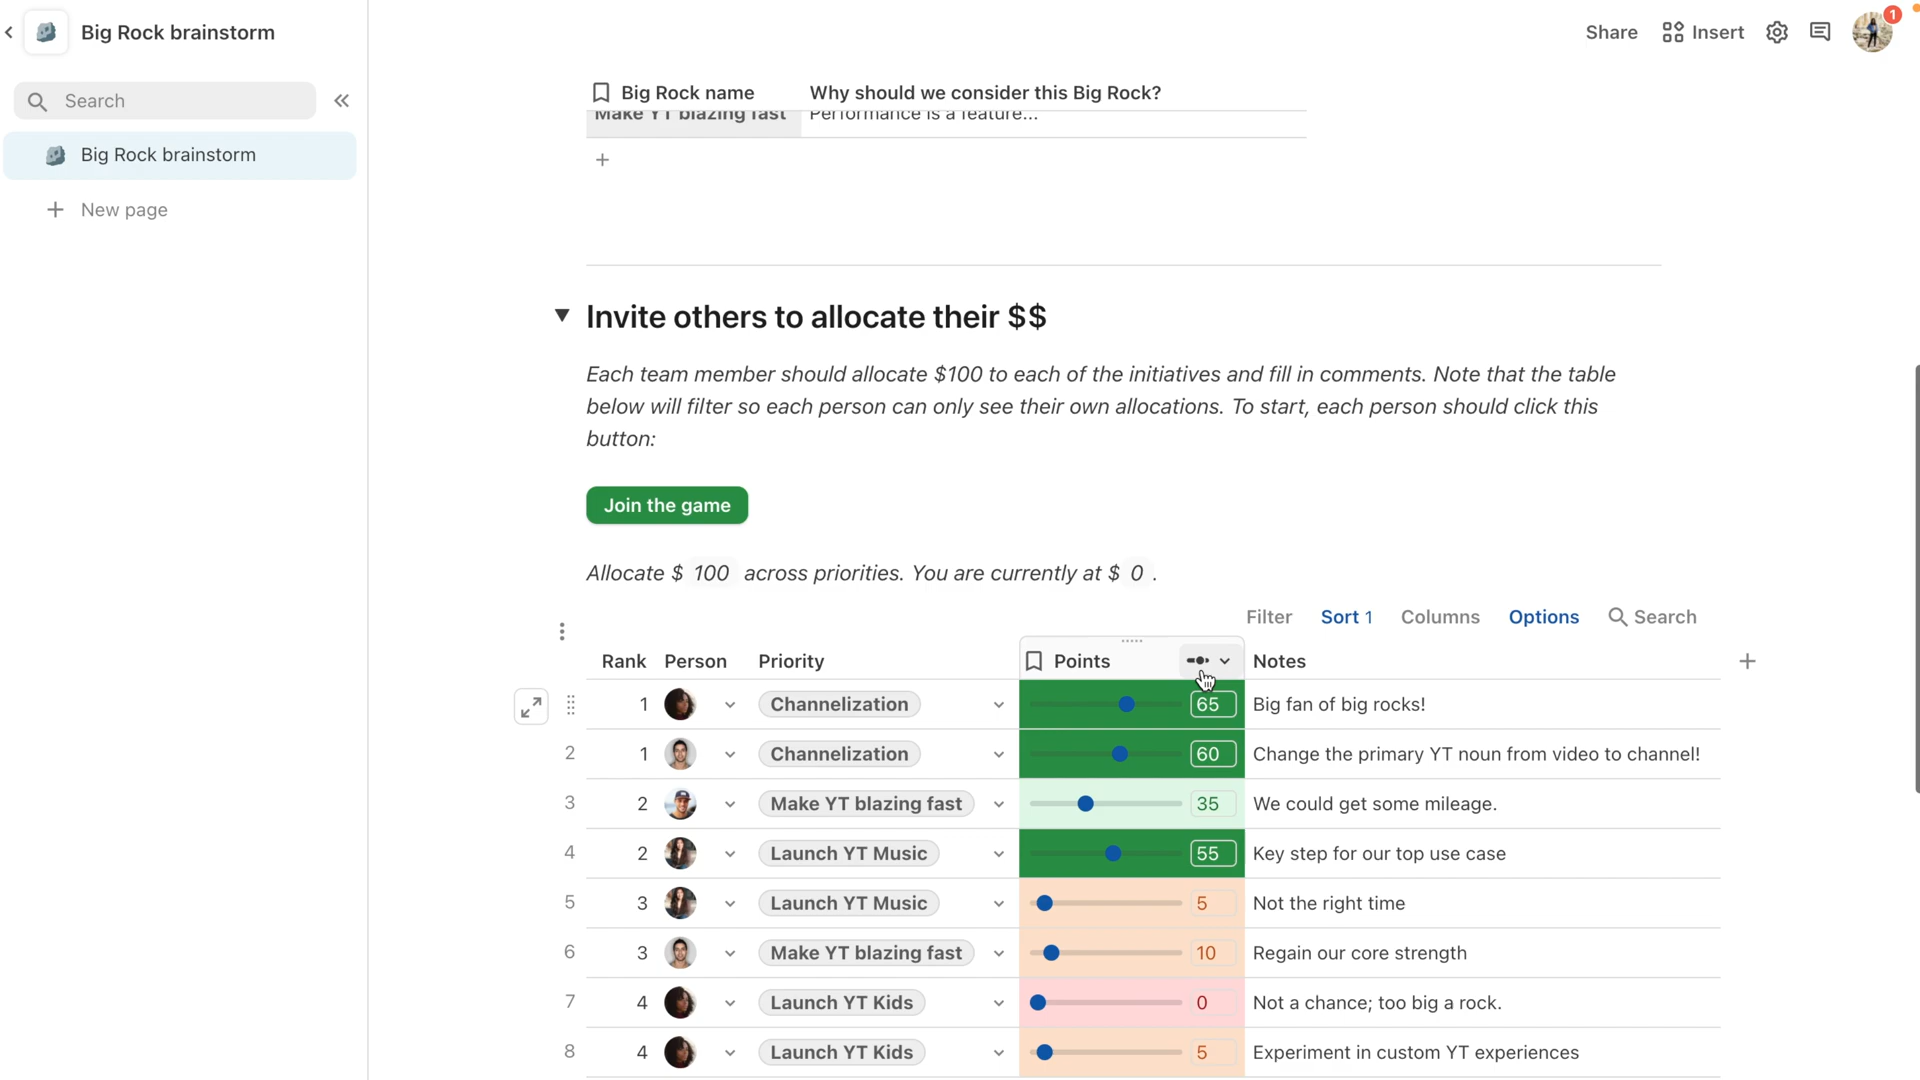 Big Rock brainstorm
Share
Insert
1
Search
Big Rock brainstorm
New page
Big Rock name
Why should we consider this Big Rock?
Make YT blazing fast
Performance is a feature...
Invite others to allocate their $$
Each team member should allocate $100 to each of the initiatives and fill in comments. Note that the table
below will filter so each person can only see their own allocations. To start, each person should click this
button:
Join the game
Allocate $ 100 across priorities. You are currently at $ 0 .
Filter Sort 1 Columns Options Search
Rank Person Priority Points Notes
1 Channelization 65 Big fan of big rocks!
2 1 Channelization 60 Change the primary YT noun from video to channel!
3 2 Make YT blazing fast 35 We could get some mileage.
4 2 Launch YT Music 55 Key step for our top use case
5 3 Launch YT Music 5 Not the right time
6 3 Make YT blazing fast 10 Regain our core strength
7 4 Launch YT Kids 0 Not a chance; too big a rock.
8 4 Launch YT Kids 5 Experiment in custom YT experiences